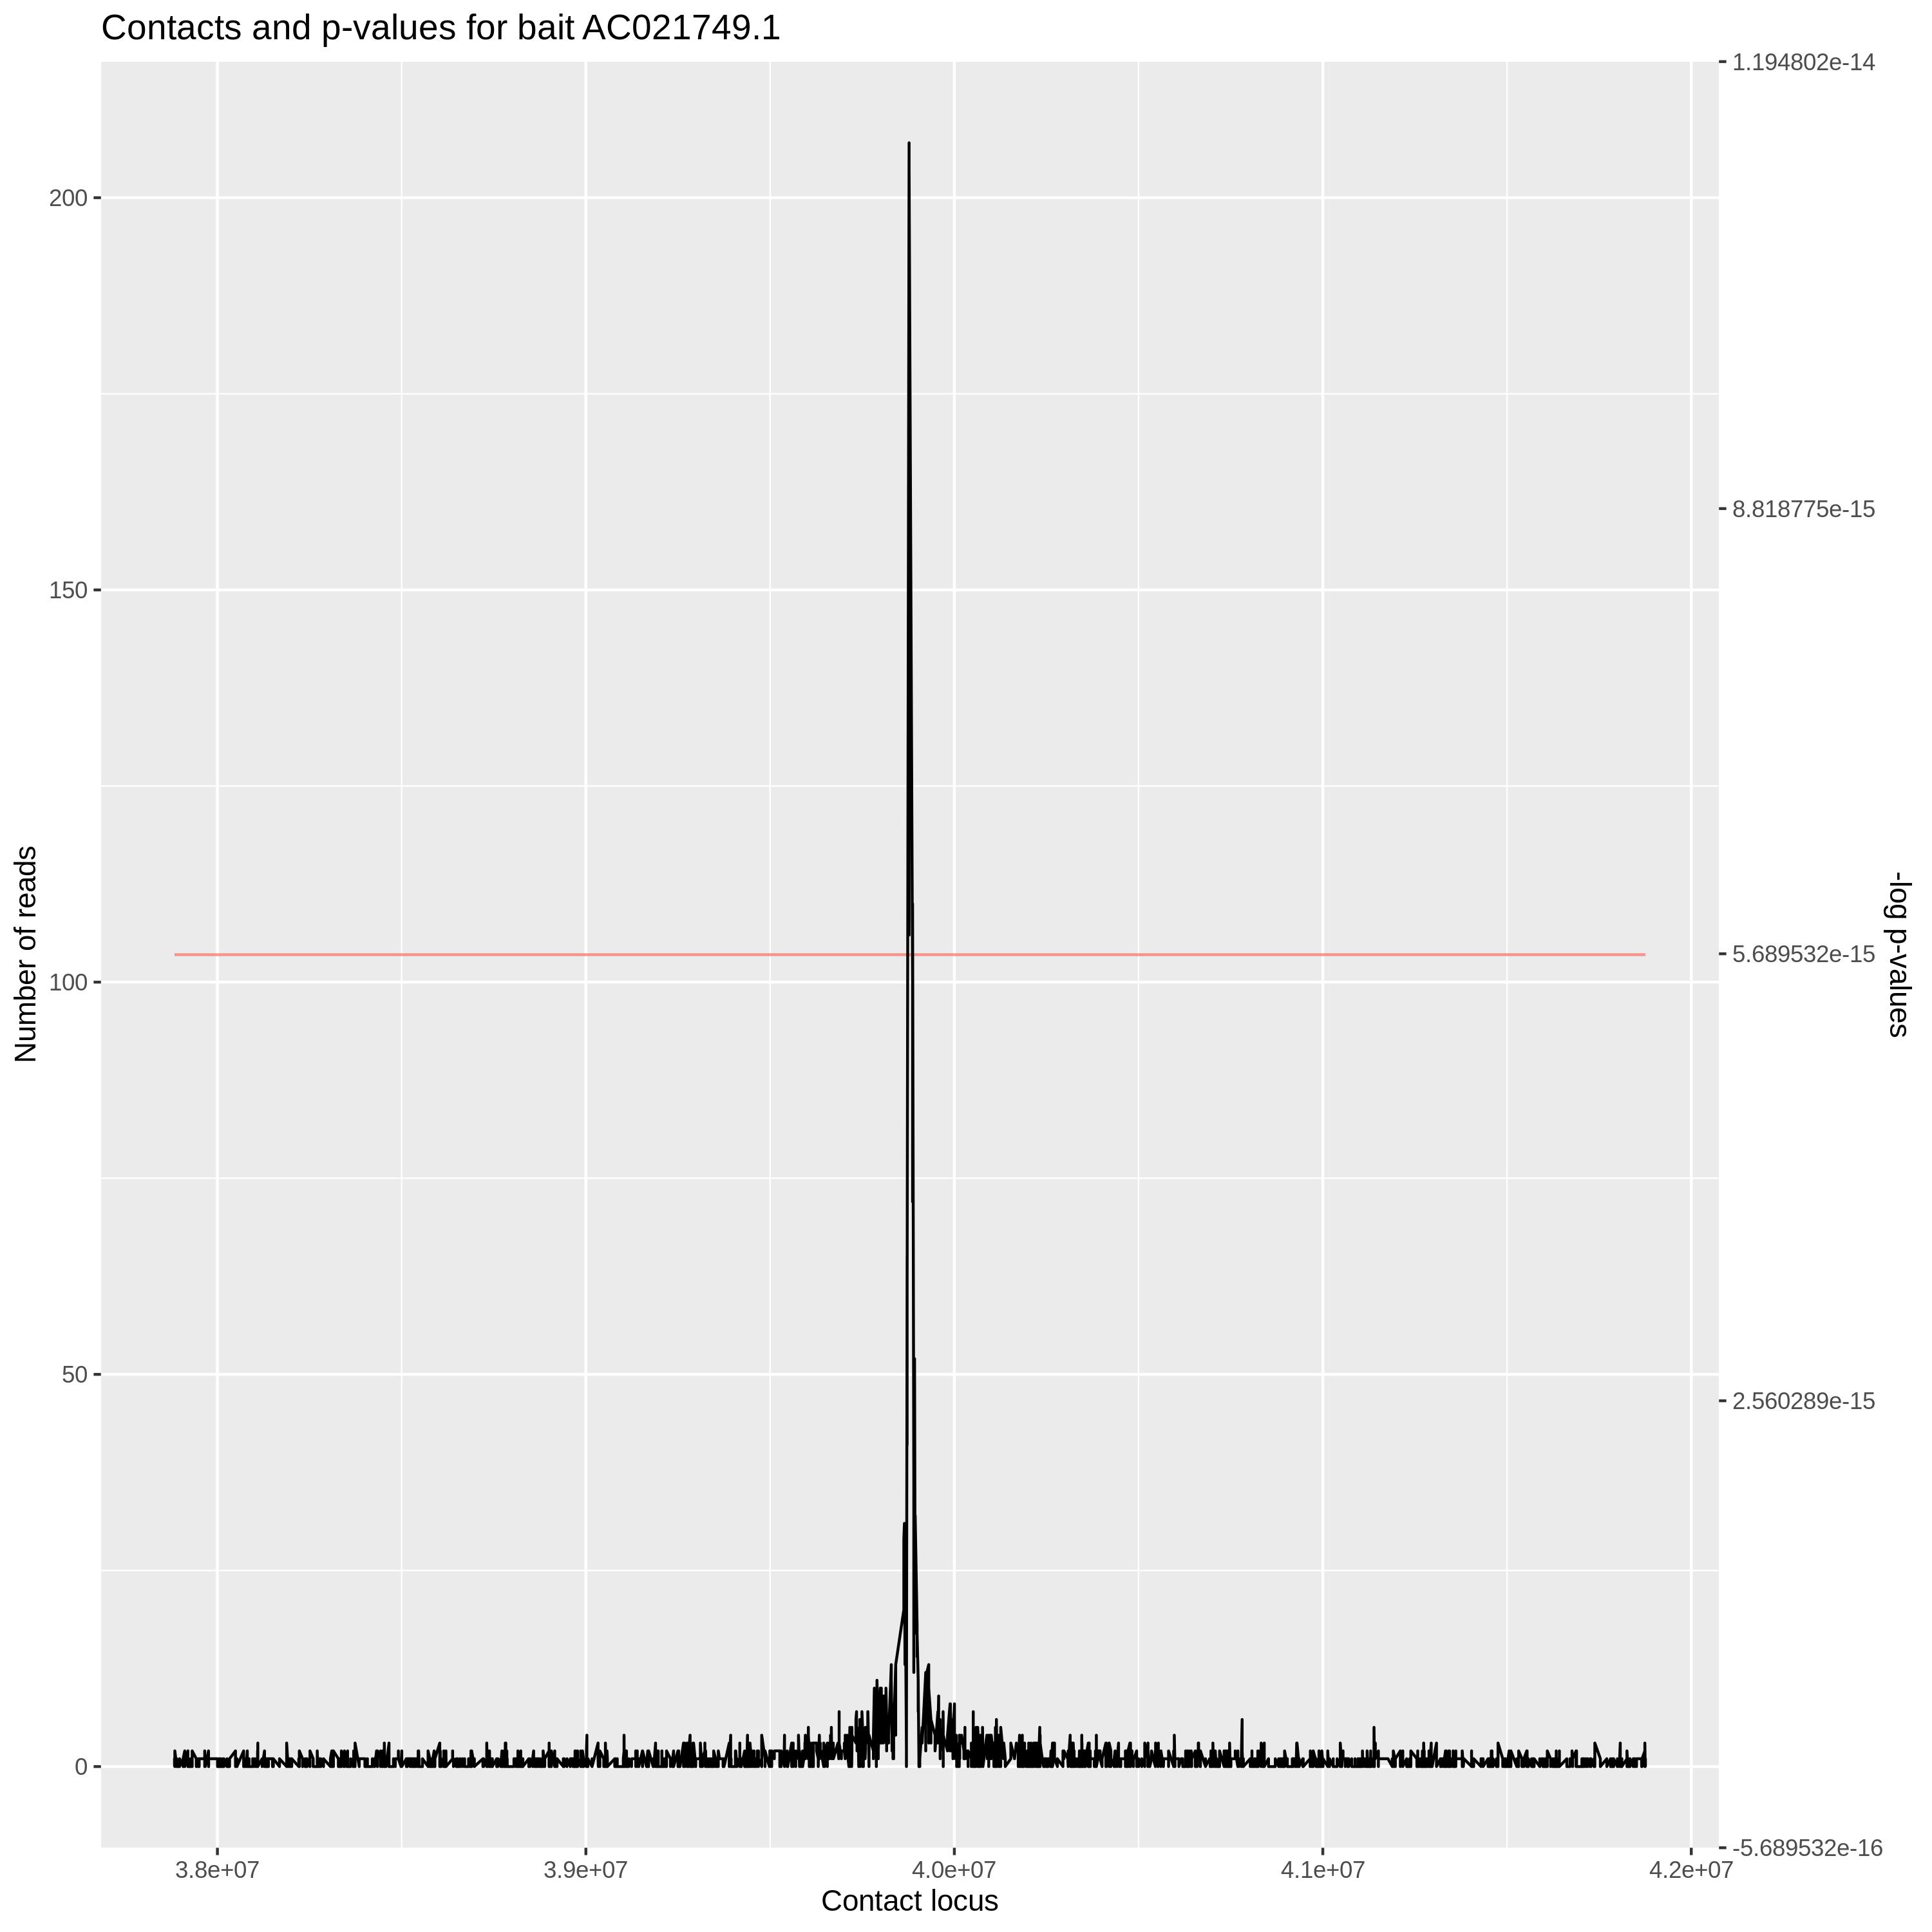 Contacts and p-values for bait AC021749.1
Number of reads
200
150
100
50
0
1.194802e-14
8.818775e-15
5.689532e-15
2.560289e-15
-5.689532e-16
-log p-values
3.8e+07
3.9e+07
4.0e+07
4.1e+07
4.2e+07
Contact locus